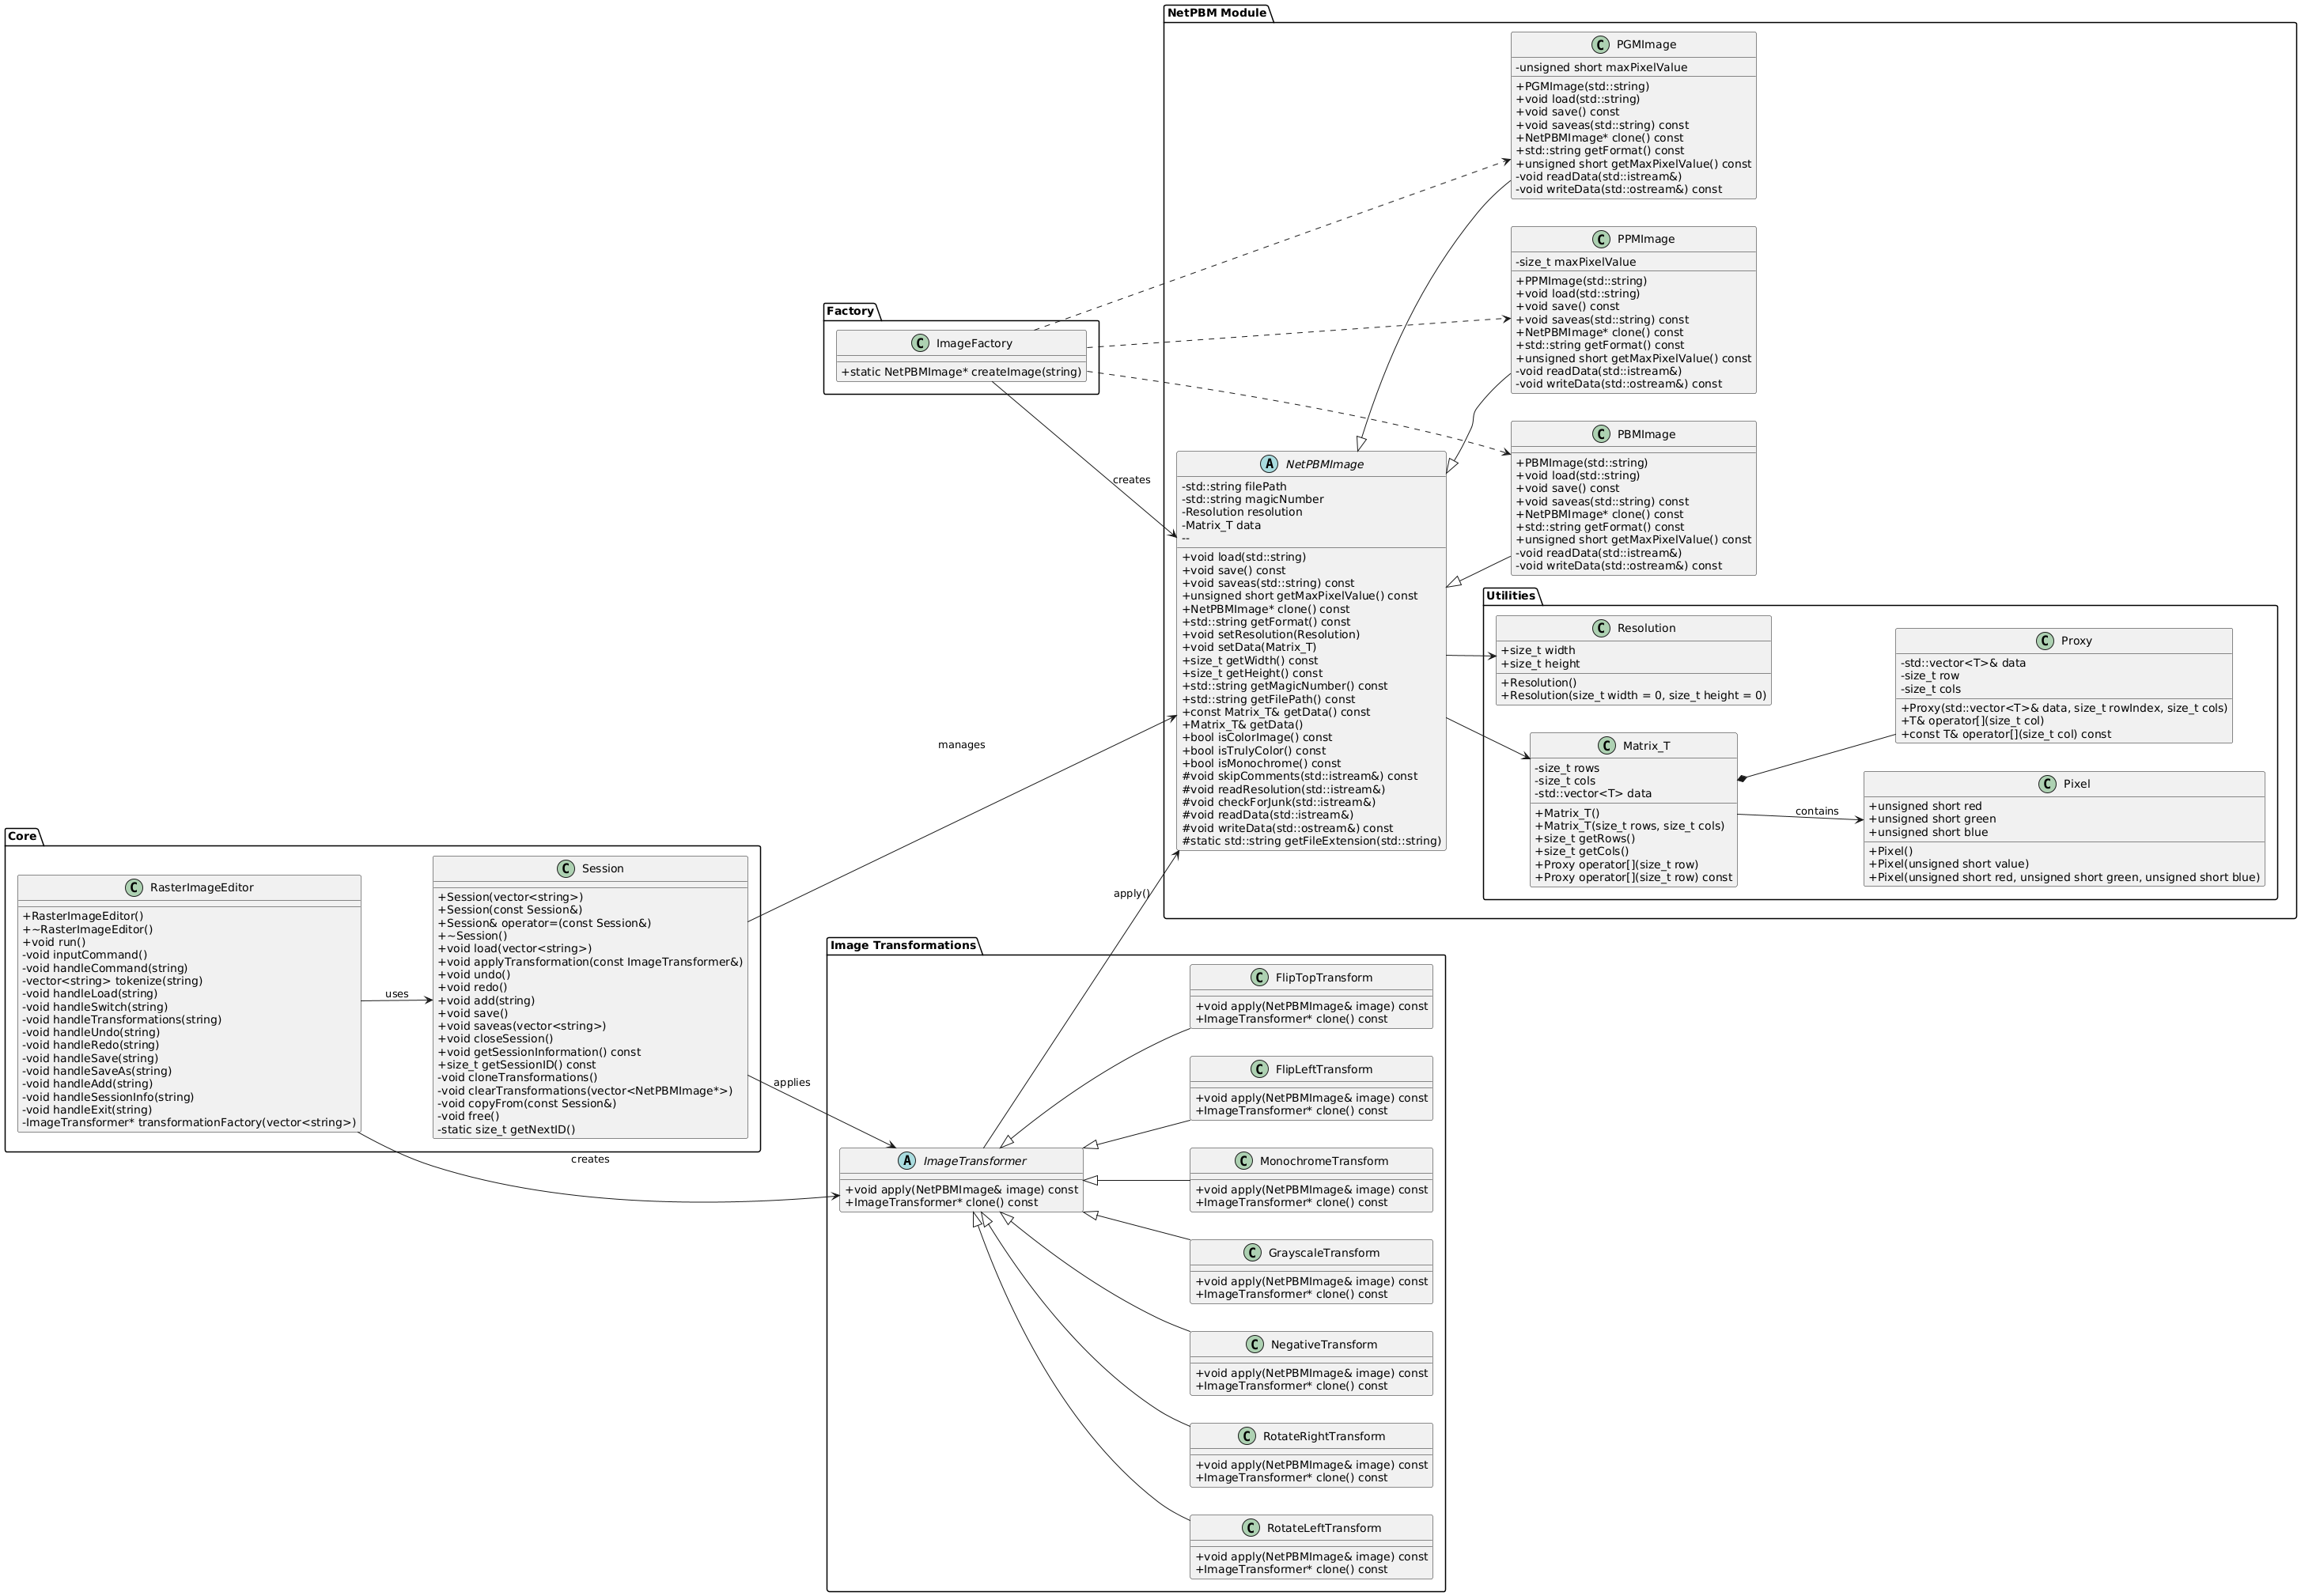 NetPBM Module
PGMImage
-unsigned short maxPixelValue
+PGMImage(std::string)
+void load(std::string)
+void save() const
+void saveas(std::string) const
+NetPBMImage* clone() const
+std::string getFormat() const
+unsigned short getMaxPixelValue() const
-void readData(std::istream&)
-void writeData(std::ostream&) const
PPMImage
-size_t maxPixelValue
+PPMImage(std::string)
+void load(std::string)
+void save() const
+void saveas(std::string) const
+NetPBMImage* clone() const
+std::string getFormat() const
+unsigned short getMaxPixelValue() const
-void readData(std::istream&)
-void writeData(std::ostream&) const
Factory
ImageFactory
+static NetPBMImage* createImage(string)
creates
PBMImage
+PBMImage(std::string)
+void load(std::string)
+void save() const
+void saveas(std::string) const
+NetPBMImage* clone() const
+std::string getFormat() const
+unsigned short getMaxPixelValue() const
-void readData(std::istream&)
-void writeData(std::ostream&) const
NetPBMImage
-std::string filePath
-std::string magicNumber
-Resolution resolution
-Matrix_T data
--
+void load(std::string)
+void save() const
+void saveas(std::string) const
+unsigned short getMaxPixelValue() const
+NetPBMImage* clone() const
+std::string getFormat() const
+void setResolution(Resolution)
+void setData(Matrix_T)
+size_t getWidth() const
+size_t getHeight() const
+std::string getMagicNumber() const
+std::string getFilePath() const
+const Matrix_T& getData() const
+Matrix_T& getData()
+bool isColorImage() const
+bool isTrulyColor() const
+bool isMonochrome() const
#void skipComments(std::istream&) const
#void readResolution(std::istream&)
#void checkForJunk(std::istream&)
#void readData(std::istream&)
#void writeData(std::ostream&) const
#static std::string getFileExtension(std::string)
Utilities
Resolution
+size_t width
+size_t height
+Resolution()
+Resolution(size_t width = 0, size_t height = 0)
Proxy
-std::vector<T>& data
-size_t row
-size_t cols
+Proxy(std::vector<T>& data, size_t rowIndex, size_t cols)
+T& operator[](size_t col)
+const T& operator[](size_t col) const
Matrix_T
-size_t rows
-size_t cols
-std::vector<T> data
+Matrix_T()
+Matrix_T(size_t rows, size_t cols)
+size_t getRows()
+size_t getCols()
+Proxy operator[](size_t row)
+Proxy operator[](size_t row) const
contains
Pixel
+unsigned short red
+unsigned short green
+unsigned short blue
+Pixel()
+Pixel(unsigned short value)
+Pixel(unsigned short red, unsigned short green, unsigned short blue)
manages
Core
RasterImageEditor
+RasterImageEditor()
+~RasterImageEditor()
+void run()
-void inputCommand()
-void handleCommand(string)
-vector<string> tokenize(string)
-void handleLoad(string)
-void handleSwitch(string)
-void handleTransformations(string)
-void handleUndo(string)
-void handleRedo(string)
-void handleSave(string)
-void handleSaveAs(string)
-void handleAdd(string)
-void handleSessionInfo(string)
-void handleExit(string)
-ImageTransformer* transformationFactory(vector<string>)
uses
Session
+Session(vector<string>)
+Session(const Session&)
+Session& operator=(const Session&)
+~Session()
+void load(vector<string>)
+void applyTransformation(const ImageTransformer&)
+void undo()
+void redo()
+void add(string)
+void save()
+void saveas(vector<string>)
+void closeSession()
+void getSessionInformation() const
+size_t getSessionID() const
-void cloneTransformations()
-void clearTransformations(vector<NetPBMImage*>)
-void copyFrom(const Session&)
-void free()
-static size_t getNextID()
apply()
applies
creates
Image Transformations
FlipTopTransform
+void apply(NetPBMImage& image) const
+ImageTransformer* clone() const
FlipLeftTransform
+void apply(NetPBMImage& image) const
+ImageTransformer* clone() const
ImageTransformer
+void apply(NetPBMImage& image) const
+ImageTransformer* clone() const
MonochromeTransform
+void apply(NetPBMImage& image) const
+ImageTransformer* clone() const
GrayscaleTransform
+void apply(NetPBMImage& image) const
+ImageTransformer* clone() const
NegativeTransform
+void apply(NetPBMImage& image) const
+ImageTransformer* clone() const
RotateRightTransform
+void apply(NetPBMImage& image) const
+ImageTransformer* clone() const
RotateLeftTransform
+void apply(NetPBMImage& image) const
+ImageTransformer* clone() const